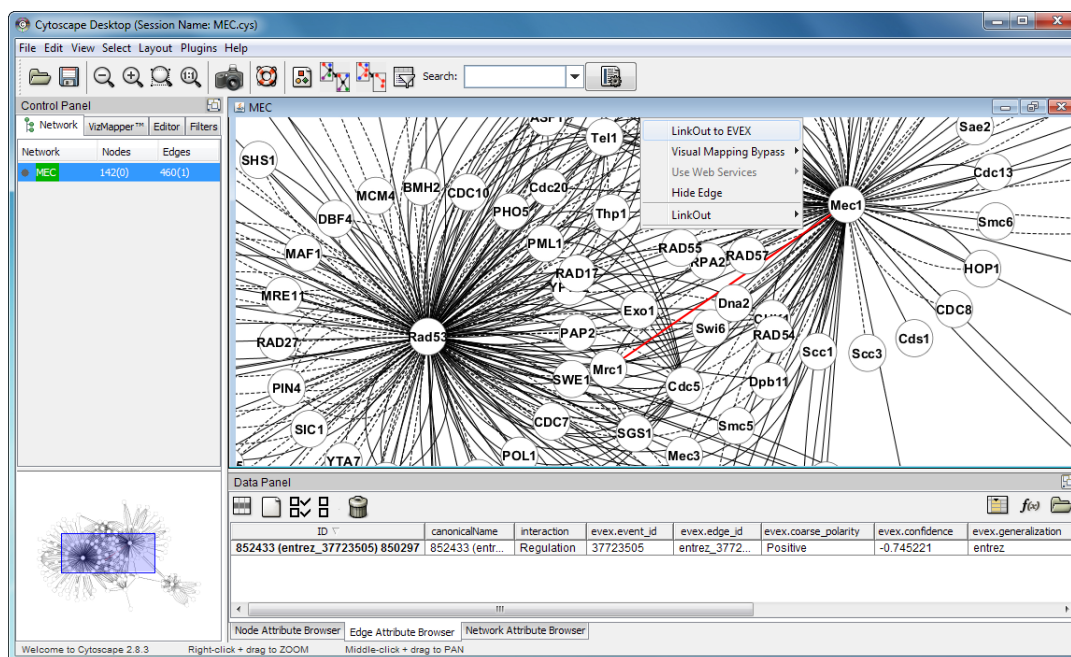 Cytoscape Desktop (Session Name: MEC.cys)
File Edit View Select Layout Plugins Help
Search:
Control Panel
Network VizMapper™ Editor Filters
Network Nodes Edges
MEC 142(0) 460(1)
MEC
LinkOut to EVEX
Visual Mapping Bypass
Use Web Services
Hide Edge
LinkOut
ASF1
Tel1
Sae2
SHS1
Cdc13
MCM4
BMH2
CDC10
Cdc20
Mec1
DBF4
PHO5
Thp1
Smc6
MAF1
PML1
RAD55
RPA2
RAD57
RAD17
HOP1
MRE11
Exo1
Dna2
CDC8
RAD27
Rad53
PAP2
Swi6
RAD54
Cds1
Scc1
Scc3
PIN4
SWE1
Mrc1
Cdc5
Dpb11
SIC1
CDC7
SGS1
Smc5
YTA7
POL1
Mec3
Data Panel
f(x)
ID canonicalName interaction evex.event_id evex.edge_id evex.coarse_polarity evex.confidence evex.generalization
852433 (entrez_37723505) 850297 852433 (entr... Regulation 37723505 entrez_3772... Positive -0.745221 entrez
Node Attribute Browser Edge Attribute Browser Network Attribute Browser
Welcome to Cytoscape 2.8.3 Right-click + drag to ZOOM Middle-click + drag to PAN